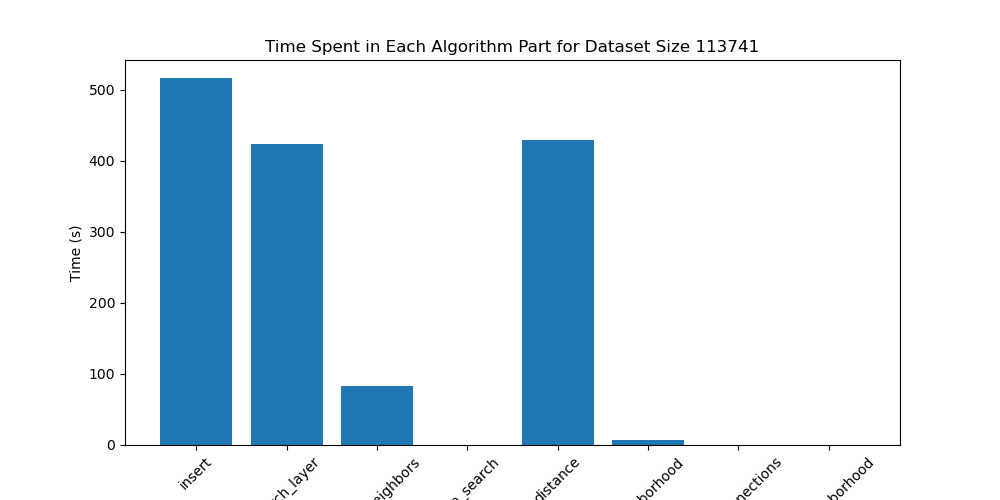 Time Spent in Each Algorithm Part for Dataset Size 113741
Time (s)
500
400
300
200
100
0
insert
ch_layer
eighbors
_search
distance
borhood
nections
borhood